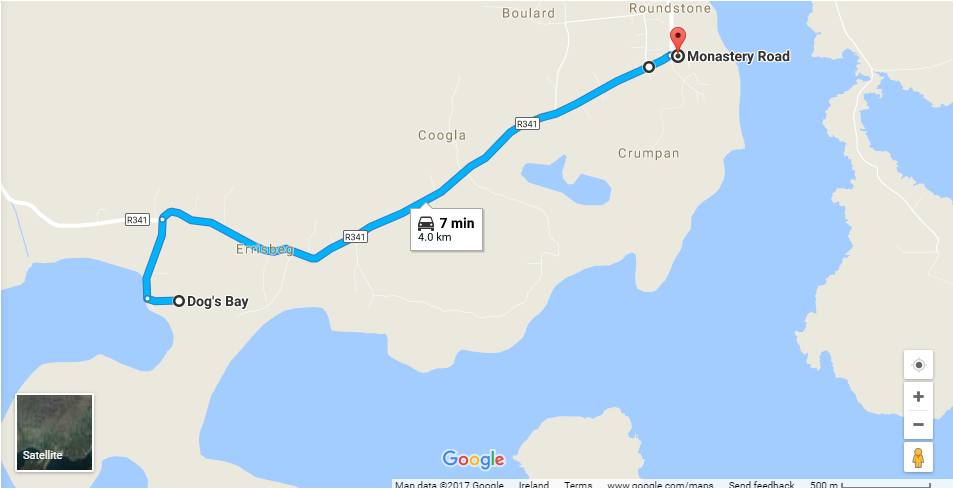 Roundstone
Boulard
Monastery Road
R341
Coogla
Crumpan
7 min
4.0 km
R341
R341
Errisbeg
Dog's Bay
Satellite
Google
Map data ©2017 Google Ireland Terms www.google.com/maps Send feedback 500 m